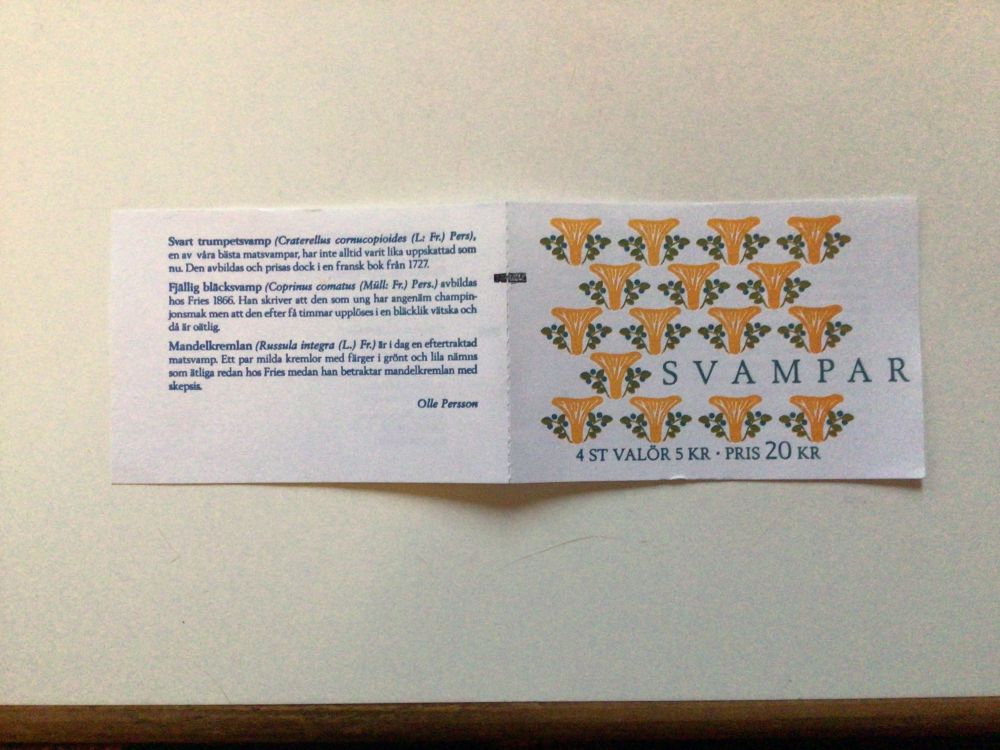 Svart trumpetsvamp (Craterellus cornucopioides (L: Fr.) Pers),
en av våra bästa matsvampar, har inte alltid varit lika uppskattad som
nu. Den avbildas och prisas dock i en fransk bok från 1727.
Fjällig bläcksvamp (Coprinus comatus (Müll: Fr.) Pers.) avbildas
hos Fries 1866. Han skriver att den som ung har angenäm champin-
jonsmak men att den efter få timmar upplöses i en bläcklik vätska och
då är oätlig.
Mandelkremlan (Russula integra (L.) Fr.) är i dag en eftertraktad
matsvamp. Ett par milda kremlor med färger i grönt och lila nämns
som ätliga redan hos Fries medan han betraktar mandelkremlan med
skepsis.
Olle Persson
SVAMPAR
4 ST VALÖR 5 KR · PRIS 20 KR